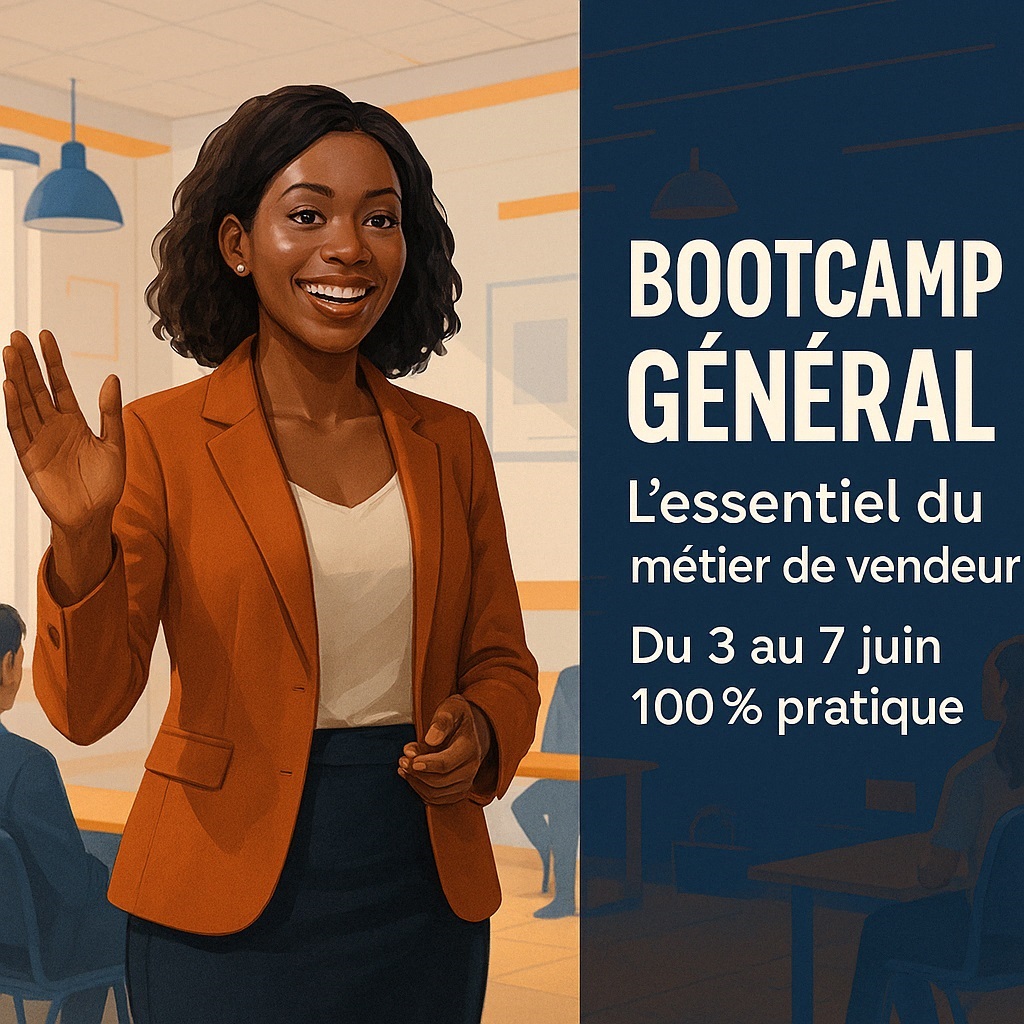 BOOTCAMP
GÉNÉRAL
L’essentiel du
métier de vendeur
Du 3 au 7 juin
100 % pratique